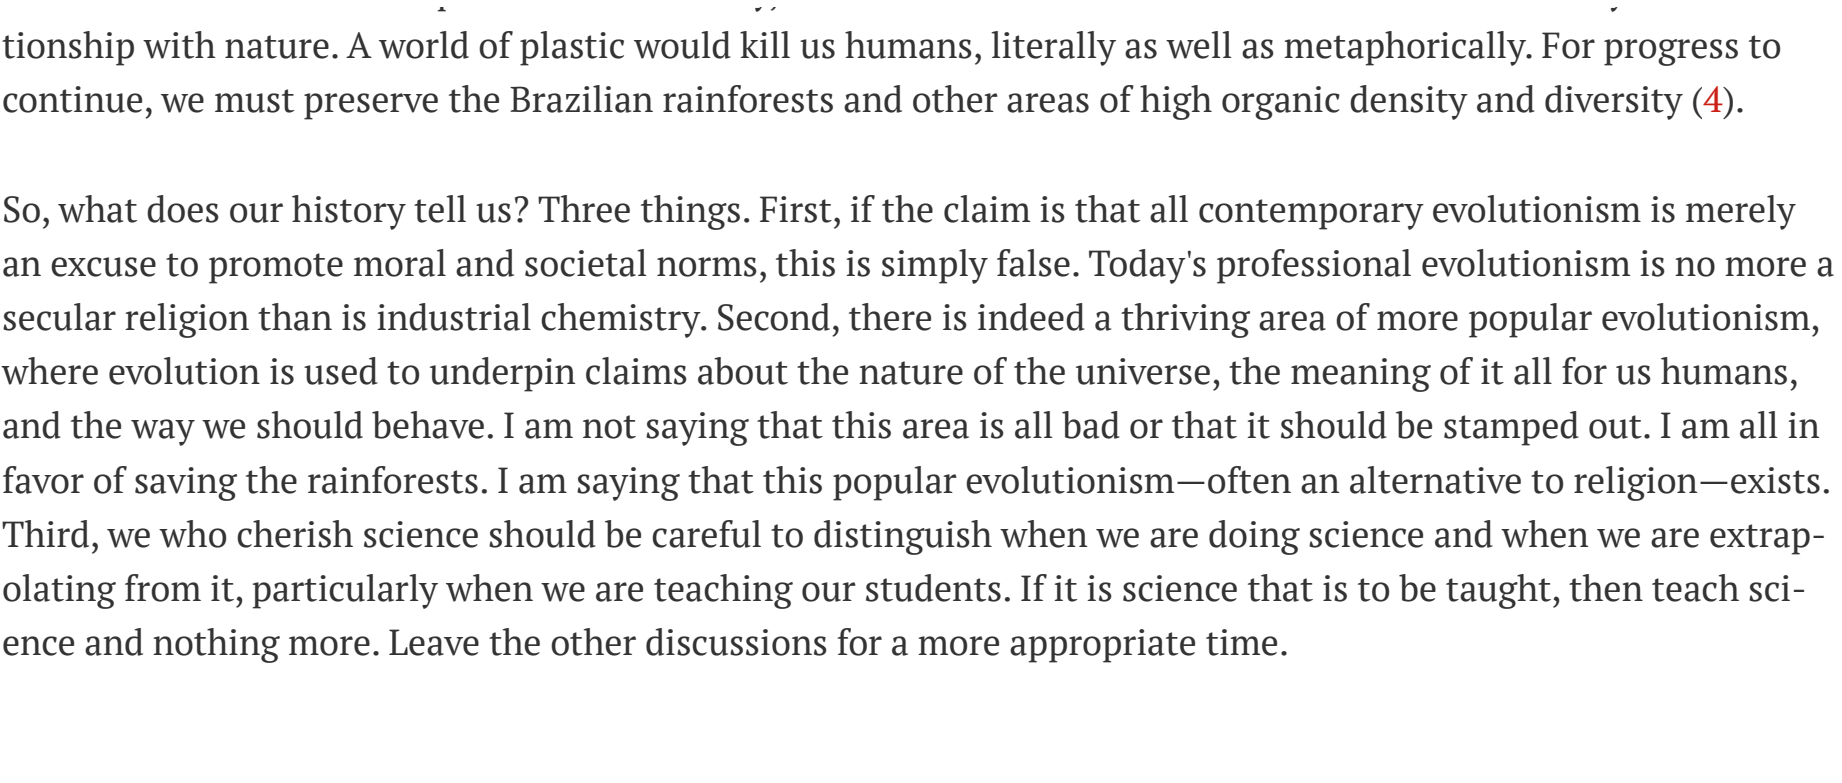 tionship with nature. A world of plastic would kill us humans, literally as well as metaphorically. For progress to
continue, we must preserve the Brazilian rainforests and other areas of high organic density and diversity (4).
So, what does our history tell us? Three things. First, if the claim is that all contemporary evolutionism is merely
an excuse to promote moral and societal norms, this is simply false. Today's professional evolutionism is no more a
secular religion than is industrial chemistry. Second, there is indeed a thriving area of more popular evolutionism,
where evolution is used to underpin claims about the nature of the universe, the meaning of it all for us humans,
and the way we should behave. I am not saying that this area is all bad or that it should be stamped out. I am all in
favor of saving the rainforests. I am saying that this popular evolutionism—often an alternative to religion—exists.
Third, we who cherish science should be careful to distinguish when we are doing science and when we are extrap-
olating from it, particularly when we are teaching our students. If it is science that is to be taught, then teach sci-
ence and nothing more. Leave the other discussions for a more appropriate time.